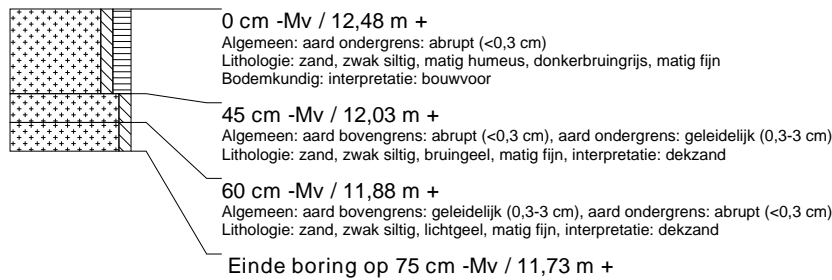 0 cm -Mv / 12,48 m +
Algemeen: aard ondergrens: abrupt (<0,3 cm)
Lithologie: zand, zwak siltig, matig humeus, donkerbruingrijs, matig fijn
Bodemkundig: interpretatie: bouwvoor
45 cm -Mv / 12,03 m +
Algemeen: aard bovengrens: abrupt (<0,3 cm), aard ondergrens: geleidelijk (0,3-3 cm)
Lithologie: zand, zwak siltig, bruingeel, matig fijn, interpretatie: dekzand
60 cm -Mv / 11,88 m +
Algemeen: aard bovengrens: geleidelijk (0,3-3 cm), aard ondergrens: abrupt (<0,3 cm)
Lithologie: zand, zwak siltig, lichtgeel, matig fijn, interpretatie: dekzand
Einde boring op 75 cm -Mv / 11,73 m +